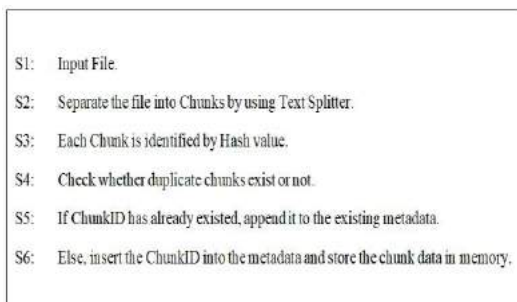 S1: Input File.
S2: Separate the file into Chunks by using Text Splitter.
S3: Each Chunk is identified by Hash value.
S4: Check whether duplicate chunks exist or not.
S5: If ChunkID has already existed, append it to the existing metadata.
S6: Else, insert the ChunkID into the metadata and store the chunk data in memory.